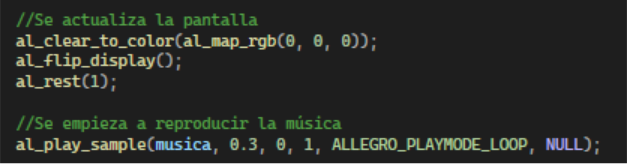 //Se actualiza la pantalla
al_clear_to_color(al_map_rgb(0, 0, 0));
al_flip_display();
al_rest(1);
//Se empieza a reproducir la música
al_play_sample(musica, 0.3, 0, 1, ALLEGRO_PLAYMODE_LOOP, NULL);